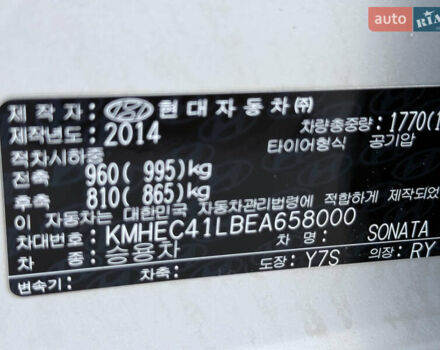 AUTO RIA
제 작 자 : 현대자동차㈜
제작년도 : 2014 차량총중량 : 1770(1
적차시하중 타이어형식 공기압
전축 960( 995)kg
후축 810( 865)kg
이 자동차는 대한민국 자동차관리법령에 적합하게 제작되었
차대번호 : KMHEC41LBEA658000
차 종 : 승용차 차 명 : SONATA
변속기: 차축: 도장: Y7S 의장: RY